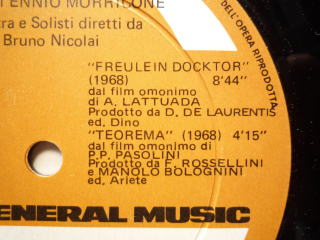 ENNIO MORRICONE
tra e Solisti diretti da
Bruno Nicolai
"FREULEIN DOCKTOR"
(1968) 8'44"
dal film omonimo
di A. LATTUADA
Prodotto da D. DE LAURENTIS
ed. Dino
"TEOREMA" (1968) 4'15"
dal film omonimo di
P.P. PASOLINI
Prodotto da F. ROSSELLINI
e MANOLO BOLOGNINI
ed. Ariete
GENERAL MUSIC
DELL'OPERA RIPRODOTTA